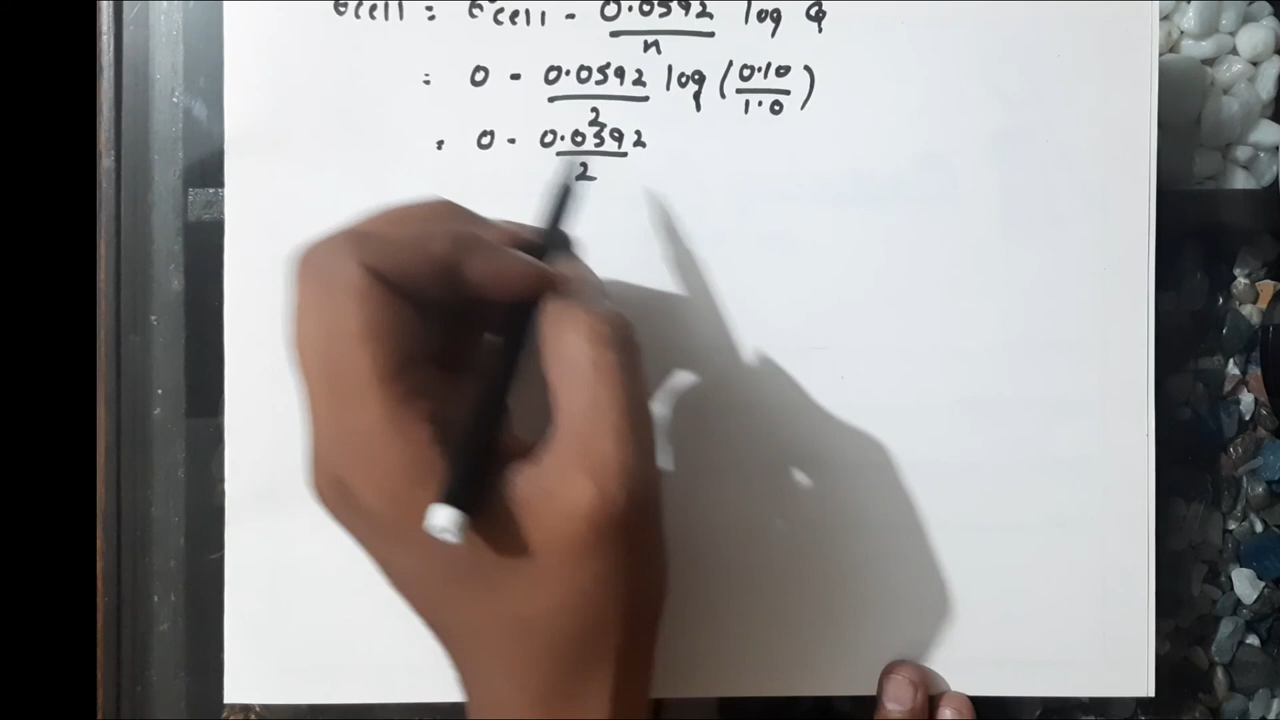 Ecell = E°cell - 0.0592/n log Q
= 0 - 0.0592/2 log (0.10/1.0)
= 0 - 0.0592/2